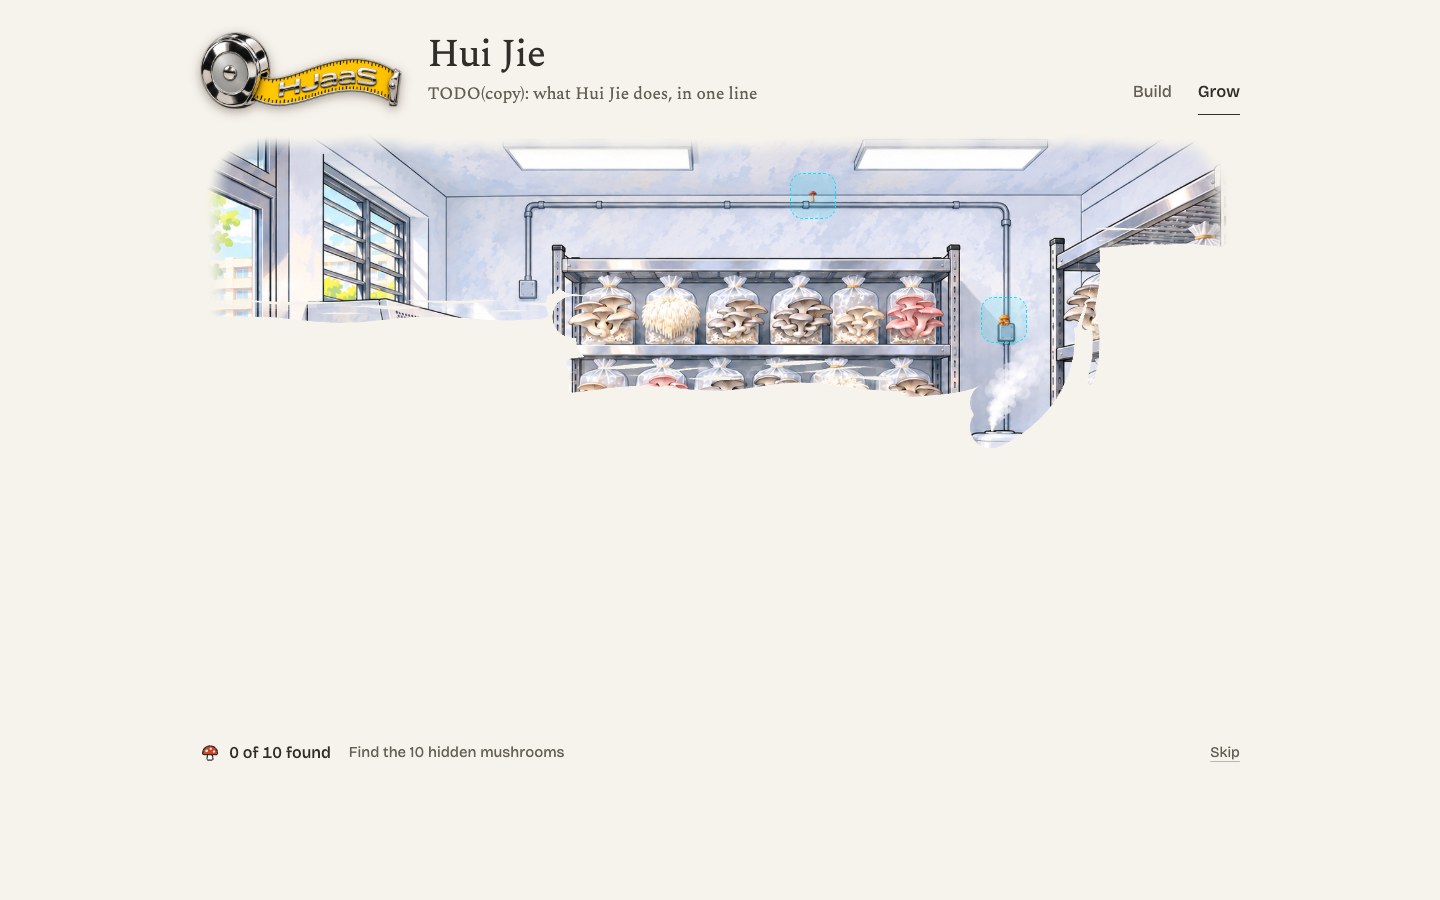 HJaaS
Hui Jie
TODO(copy): what Hui Jie does, in one line
Build
Grow
0 of 10 found
Find the 10 hidden mushrooms
Skip